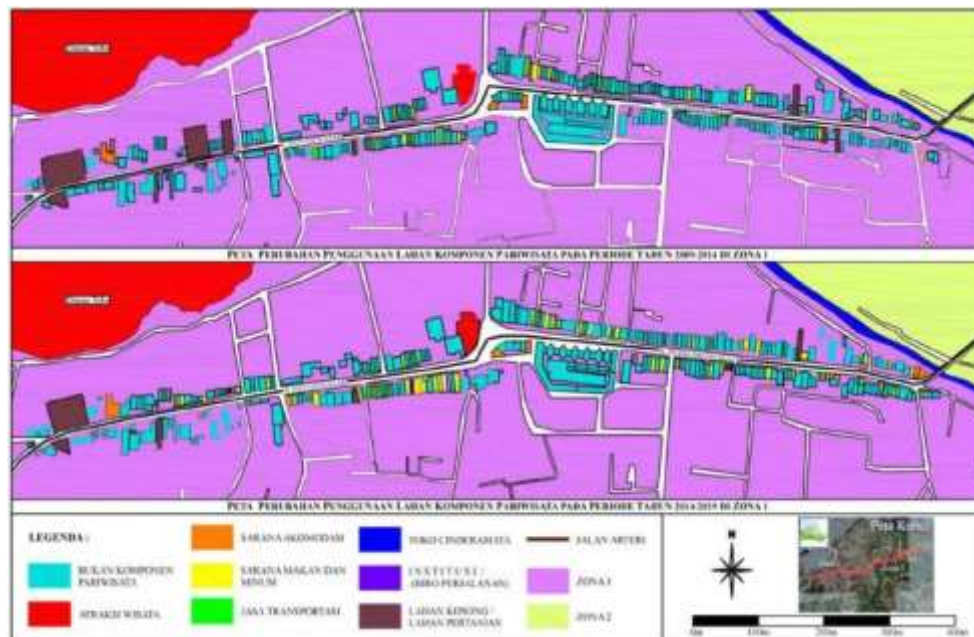 PETA PERUBAHAN PENGGUNAAN LAHAN KOMPONEN PARIWISATA PADA PERIODE TAHUN 2009-2014 DI ZONA 1
PETA PERUBAHAN PENGGUNAAN LAHAN KOMPONEN PARIWISATA PADA PERIODE TAHUN 2014-2019 DI ZONA 1
LEGENDA :
BUKAN KOMPONEN
PARIWISATA
ATRAKSI WISATA
SARANA AKOMODASI
SARANA MAKAN DAN
MINUM
JASA TRANSPORTASI
TOKO CINDERAMATA
INSTITUSI /
(BIRO PERJALANAN)
LAHAN KOSONG /
LAHAN PERTANIAN
JALAN ARTERI
ZONA 1
ZONA 2
N
Peta Kunci
0m